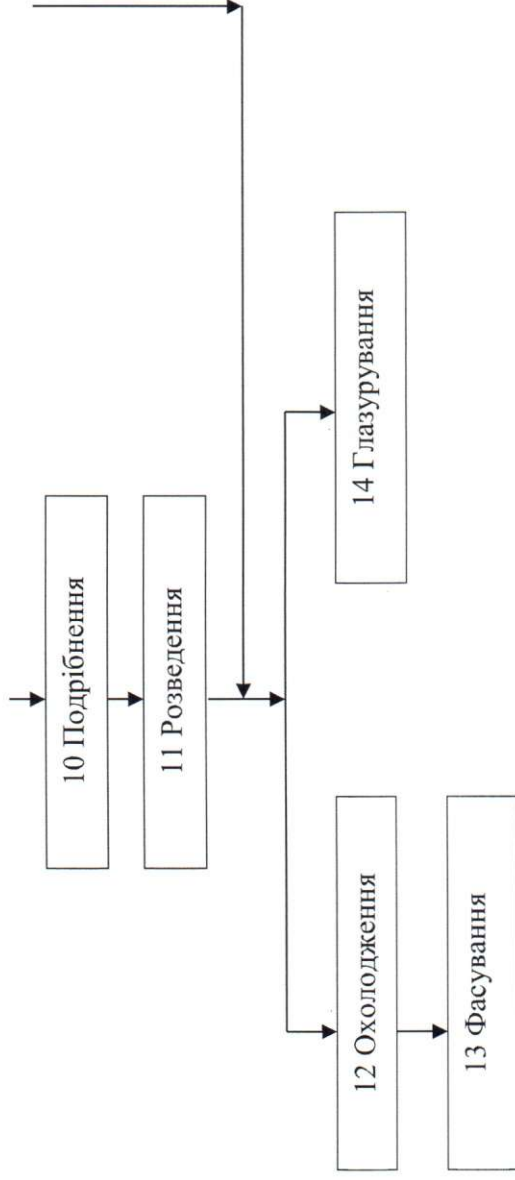 10 Подрібнення
11 Розведення
12 Охолодження
14 Глазурування
13 Фасування